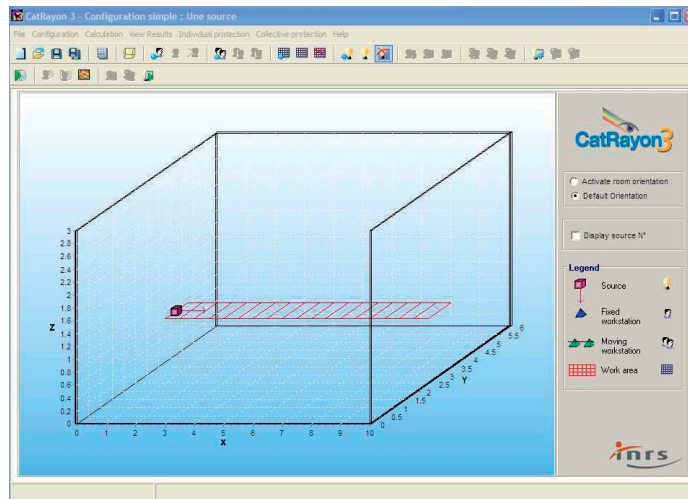 CatRayon 3 - Configuration simple : Une source
File Configuration Calculation View Results Individual protection Collective protection Help
CatRayon3
Activate room orientation
Default Orientation
Display source N°
Legend
Source
Fixed workstation
Moving workstation
Work area
inrs
3
2.8
2.6
2.4
2.2
2
1.8
1.6
1.4
1.2
1
0.8
0.6
0.4
0.2
0
Z
0 1 2 3 4 5 6 7 8 9 10
X
0 0.5 1 1.5 2 2.5 3 3.5 4 4.5 5 5.5 6
Y